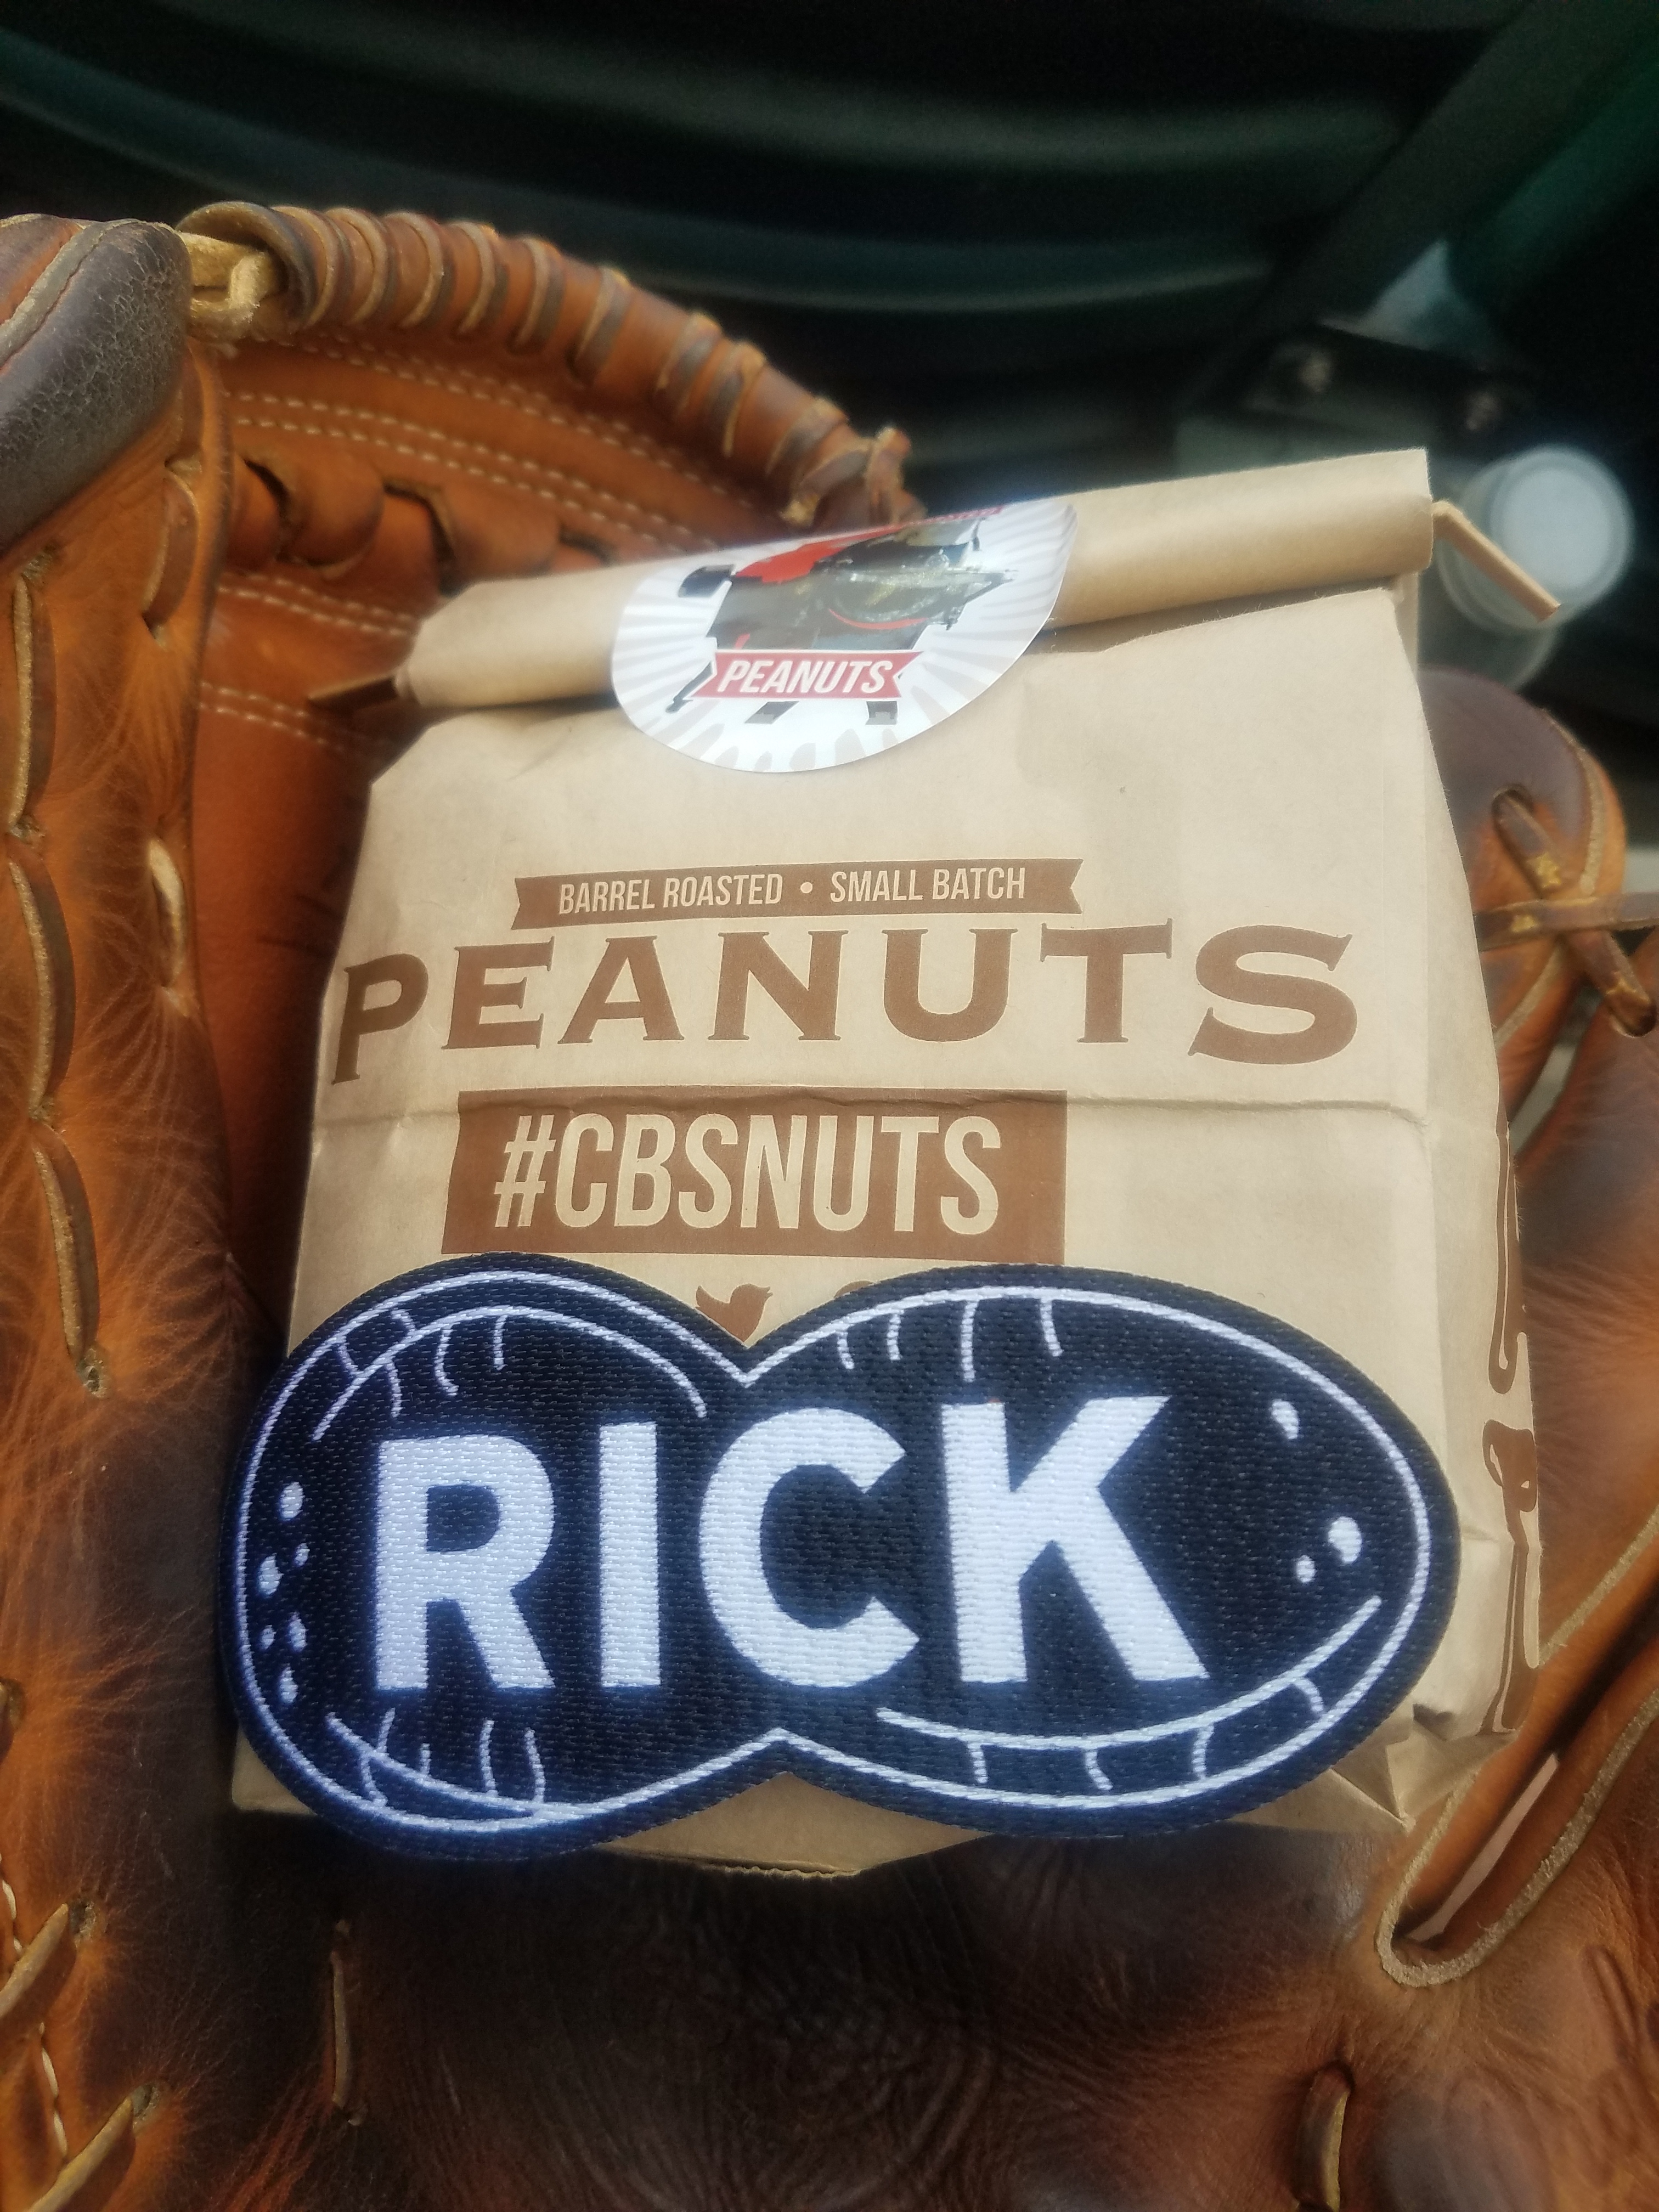 PEANUTS
BARREL ROASTED • SMALL BATCH
PEANUTS
#CBSNUTS
RICK